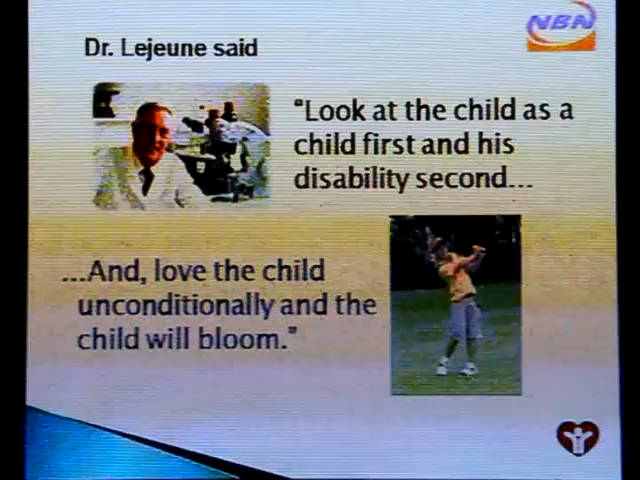 NBN
Dr. Lejeune said
"Look at the child as a
child first and his
disability second...
...And, love the child
unconditionally and the
child will bloom."